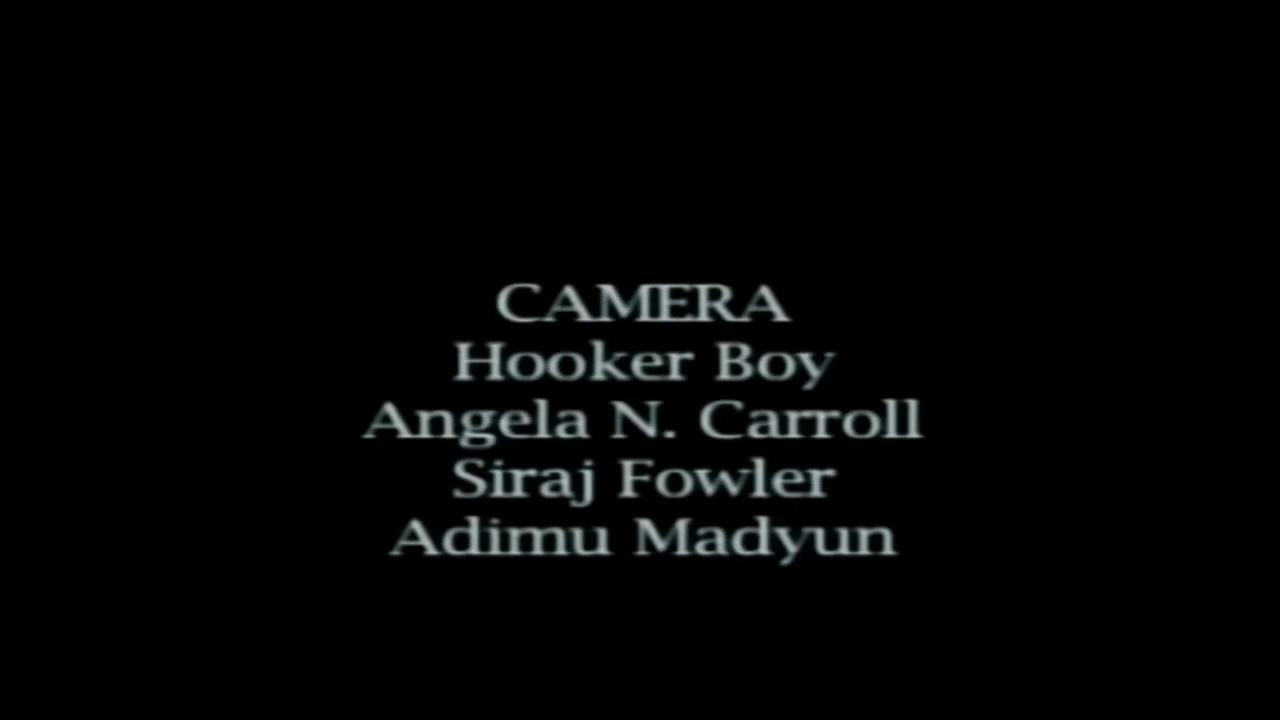 CAMERA
Hooker Boy
Angela N. Carroll
Siraj Fowler
Adimu Madyun